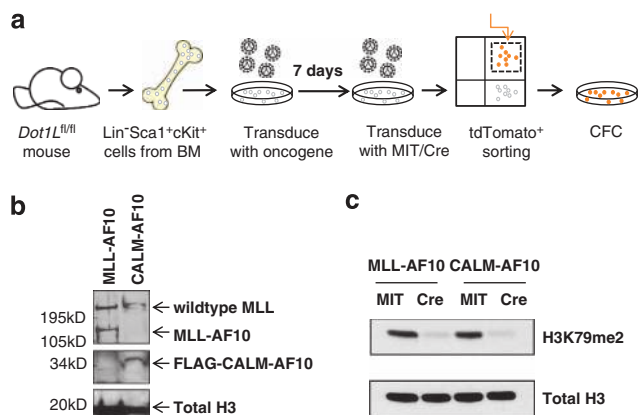 a
7 days
Dot1L^fl/fl
mouse
Lin⁻Sca1⁺cKit⁺
cells from BM
Transduce
with oncogene
Transduce
with MIT/Cre
tdTomato⁺
sorting
CFC
b
MLL-AF10
CALM-AF10
wildtype MLL
195kD
MLL-AF10
105kD
34kD
FLAG-CALM-AF10
20kD
Total H3
c
MLL-AF10 CALM-AF10
MIT Cre MIT Cre
H3K79me2
Total H3